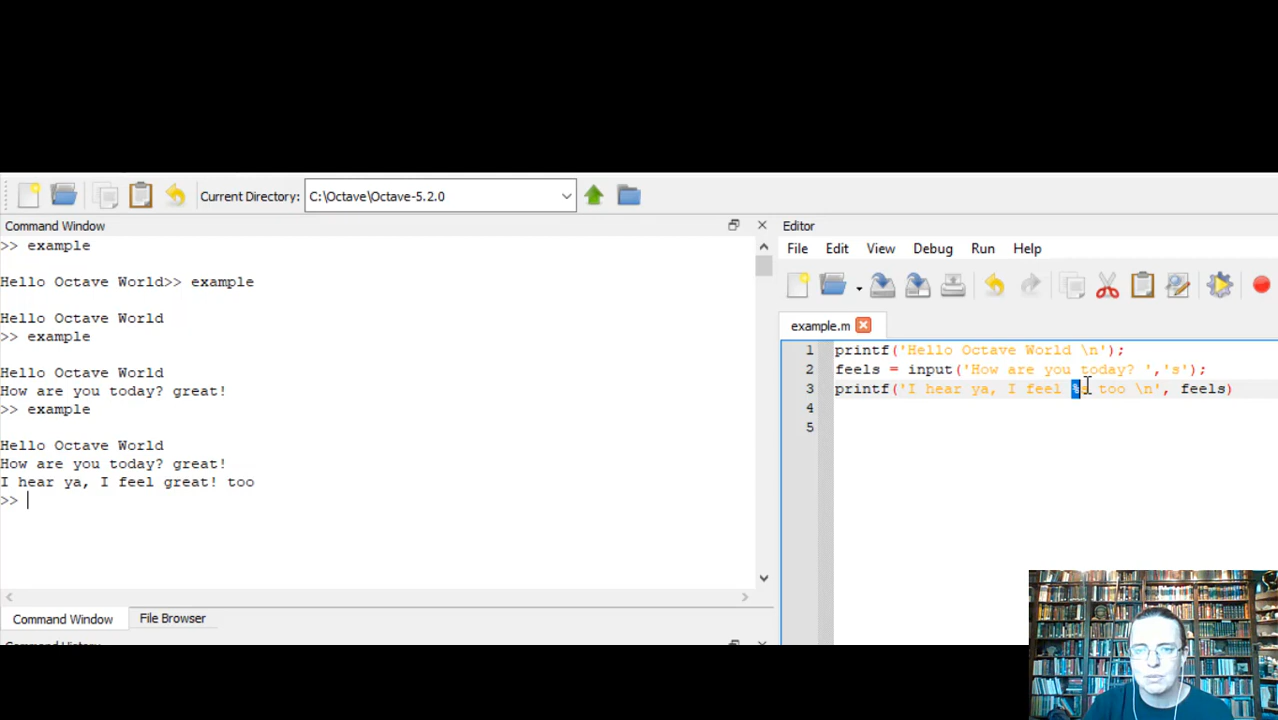 Current Directory: C:\Octave\Octave-5.2.0
Command Window
>> example
Hello Octave World>> example
Hello Octave World
>> example
Hello Octave World
How are you today? great!
>> example
Hello Octave World
How are you today? great!
I hear ya, I feel great! too
>>
Command Window File Browser
Command History
Editor
File Edit View Debug Run Help
example.m
1 printf('Hello Octave World \n');
2 feels = input('How are you today? ','s');
3 printf('I hear ya, I feel %s too \n', feels)
4
5